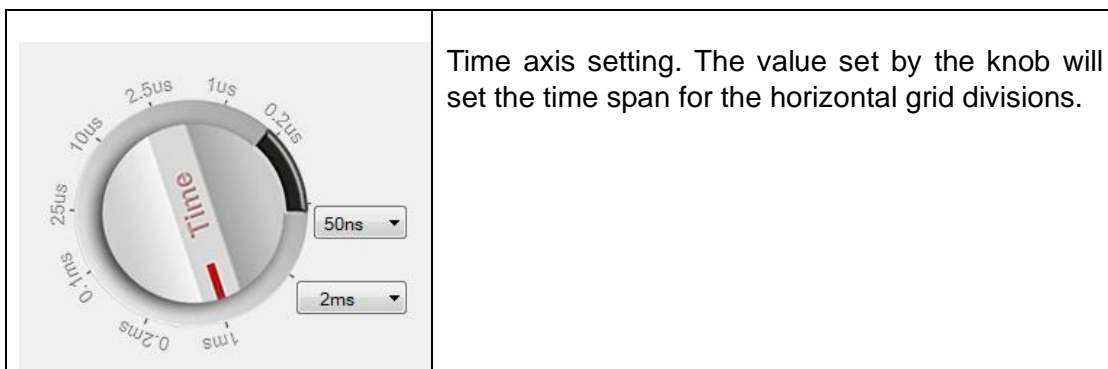 Time axis setting. The value set by the knob will
set the time span for the horizontal grid divisions.
2.5us
1us
0.2us
10us
25us
Time
50ns
0.1ms
2ms
0.2ms
1ms